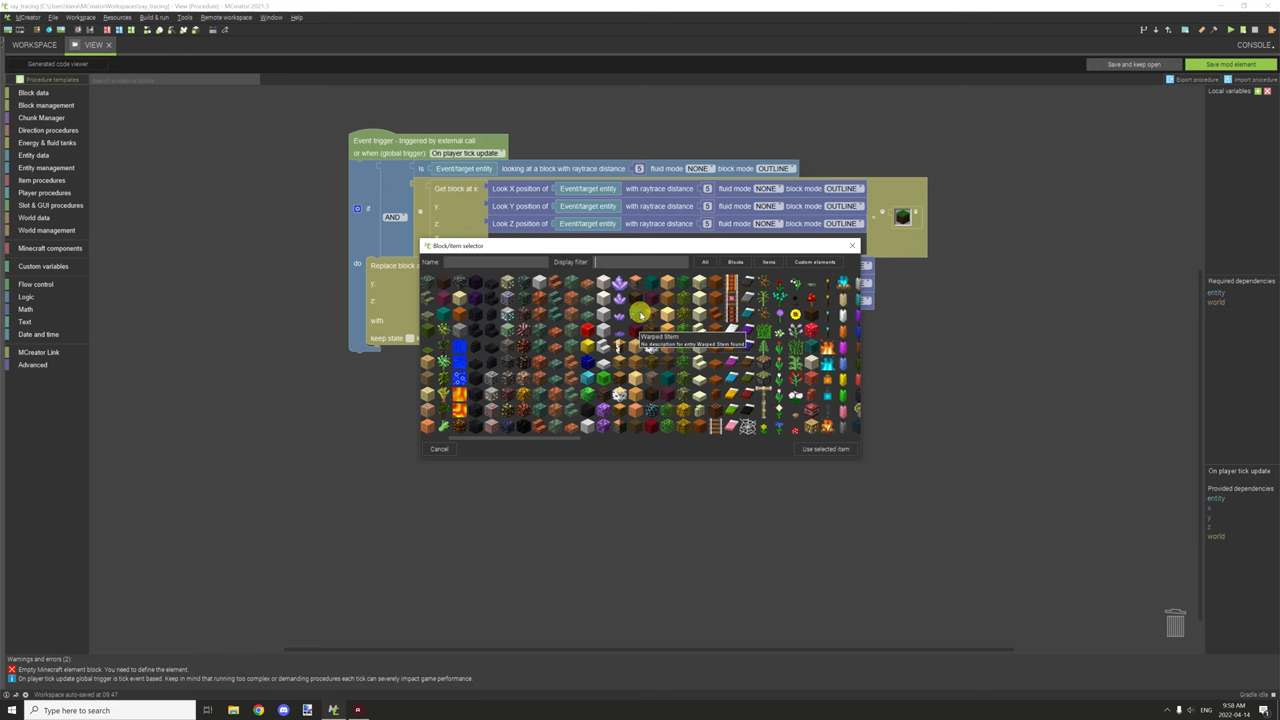 ray_tracing [C:\Users\kiera\MCreatorWorkspaces\ray_tracing] - View (Procedure) - MCreator 2021.3
MCreator File Workspace Resources Build & run Tools Remote workspace Window Help
WORKSPACE VIEW CONSOLE
Generated code viewer Save and keep open Save mod element
Procedure templates Search procedure blocks Export procedure Import procedure
Local variables
Block data
Block management
Chunk Manager
Direction procedures
Energy & fluid tanks
Entity data
Entity management
Item procedures
Player procedures
Slot & GUI procedures
World data
World management
Minecraft components
Custom variables
Flow control
Logic
Math
Text
Date and time
MCreator Link
Advanced
Event trigger - triggered by external call
or when (global trigger) On player tick update
Is Event/target entity looking at a block with raytrace distance 5 fluid mode NONE block mode OUTLINE
if AND Get block at x: Look X position of Event/target entity with raytrace distance 5 fluid mode NONE block mode OUTLINE
y: Look Y position of Event/target entity with raytrace distance 5 fluid mode NONE block mode OUTLINE
z: Look Z position of Event/target entity with raytrace distance 5 fluid mode NONE block mode OUTLINE
=
do Replace block a
y:
z:
with
keep state
Block/item selector
Name: Display filter: All Blocks Items Custom elements
Warped Stem
No description for entry Warped Stem found
Cancel Use selected item
Required dependencies
entity
world
On player tick update
Provided dependencies:
entity
x
y
z
world
Warnings and errors (2):
Empty Minecraft element block. You need to define the element.
On player tick update global trigger is tick event based. Keep in mind that running too complex or demanding procedures each tick can severely impact game performance.
Workspace auto-saved at 09:47 Gradle idle
Type here to search ENG 9:58 AM
2022-04-14